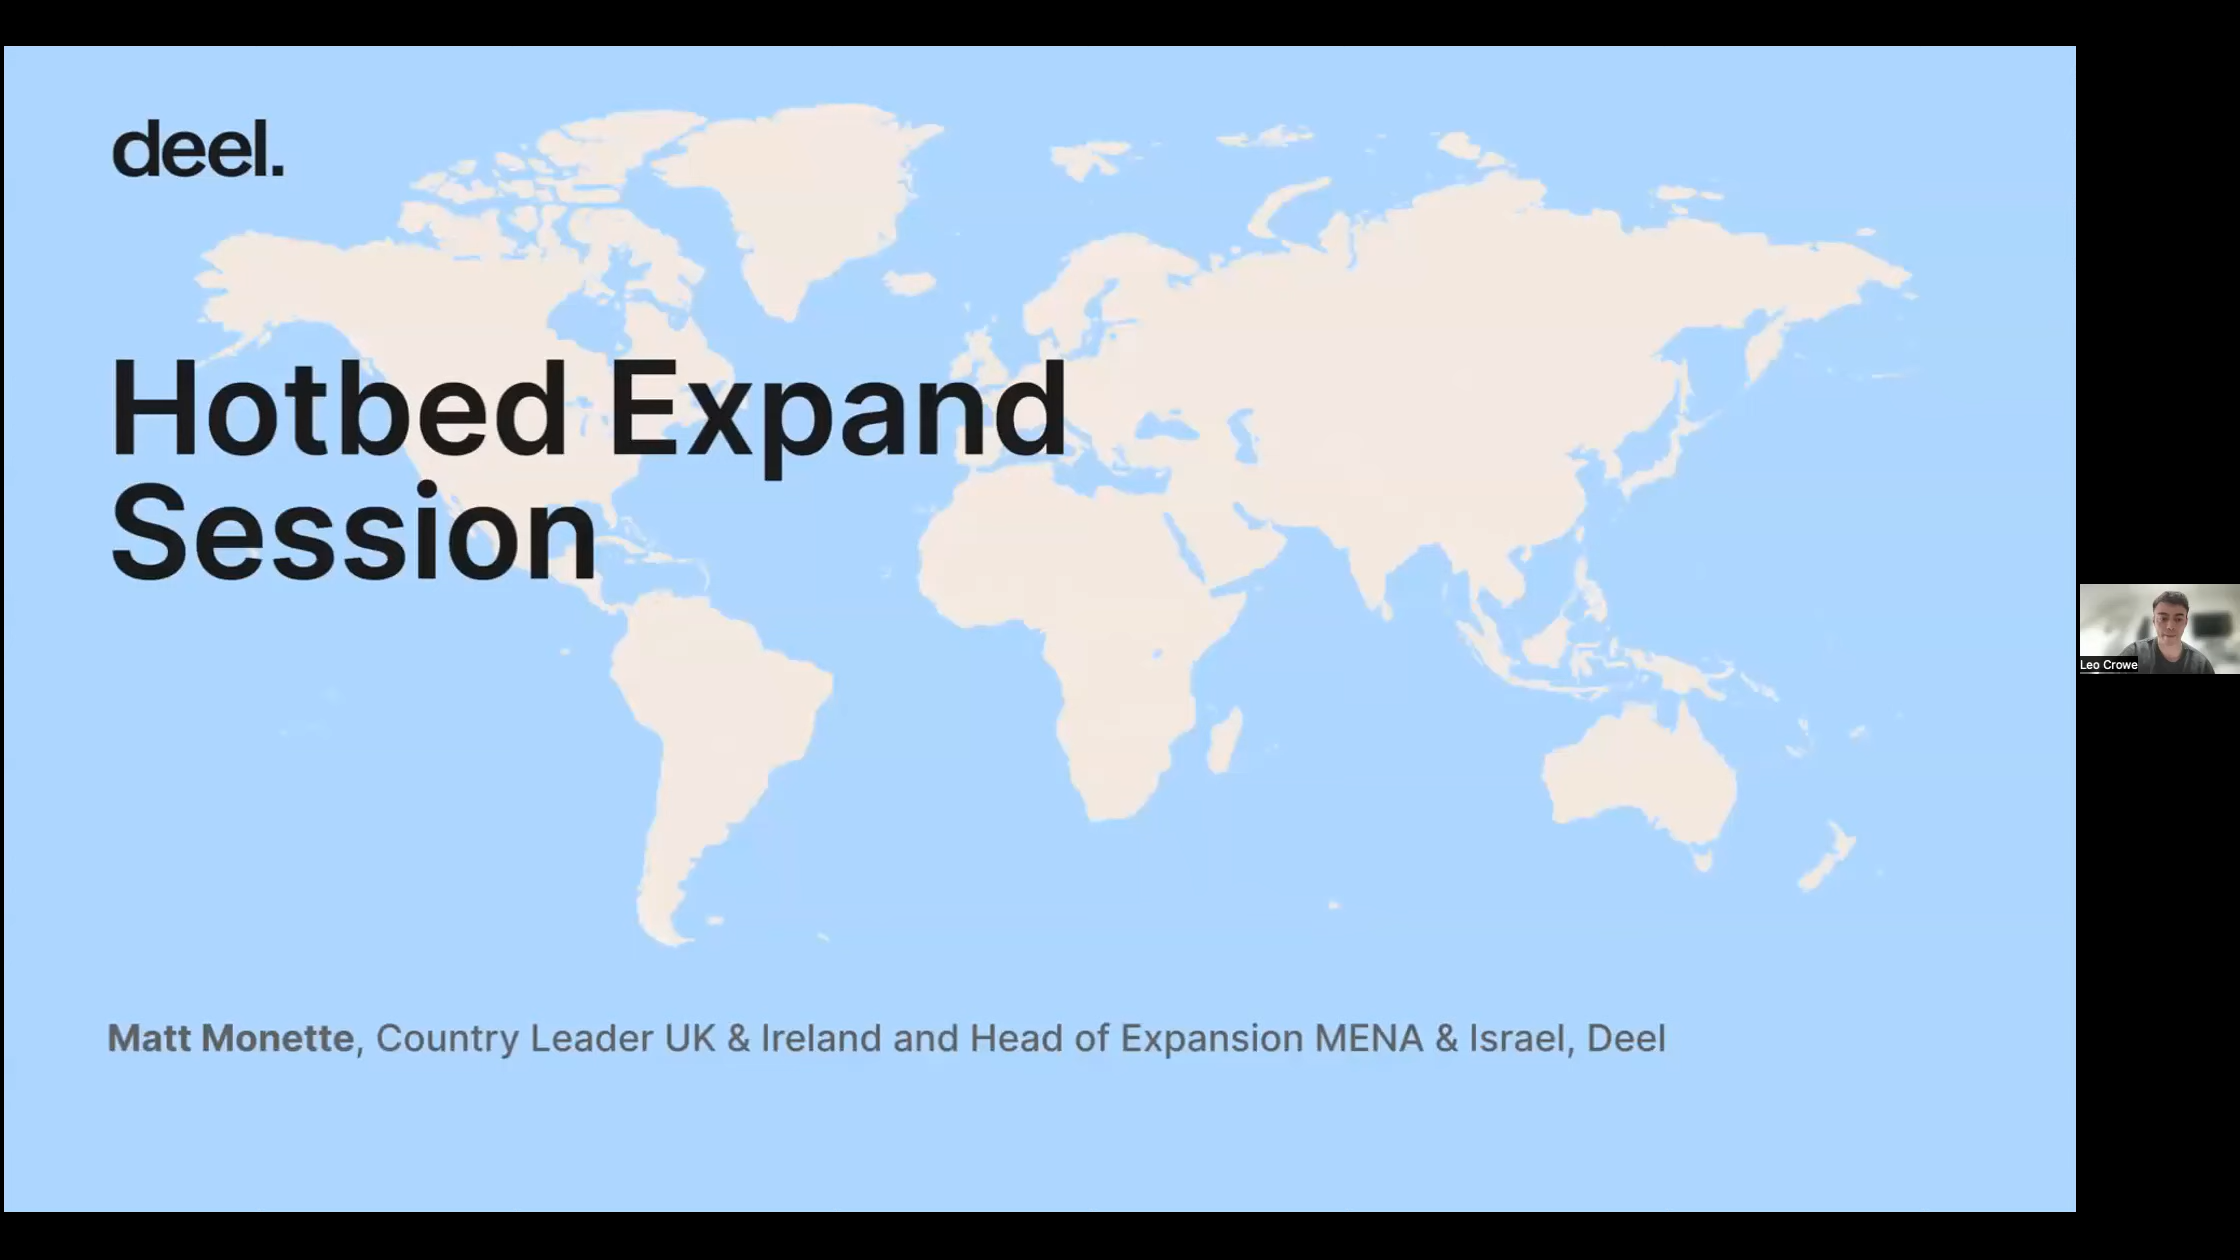 deel.
Hotbed Expand
Session
Leo Crowe
Matt Monette, Country Leader UK & Ireland and Head of Expansion MENA & Israel, Deel